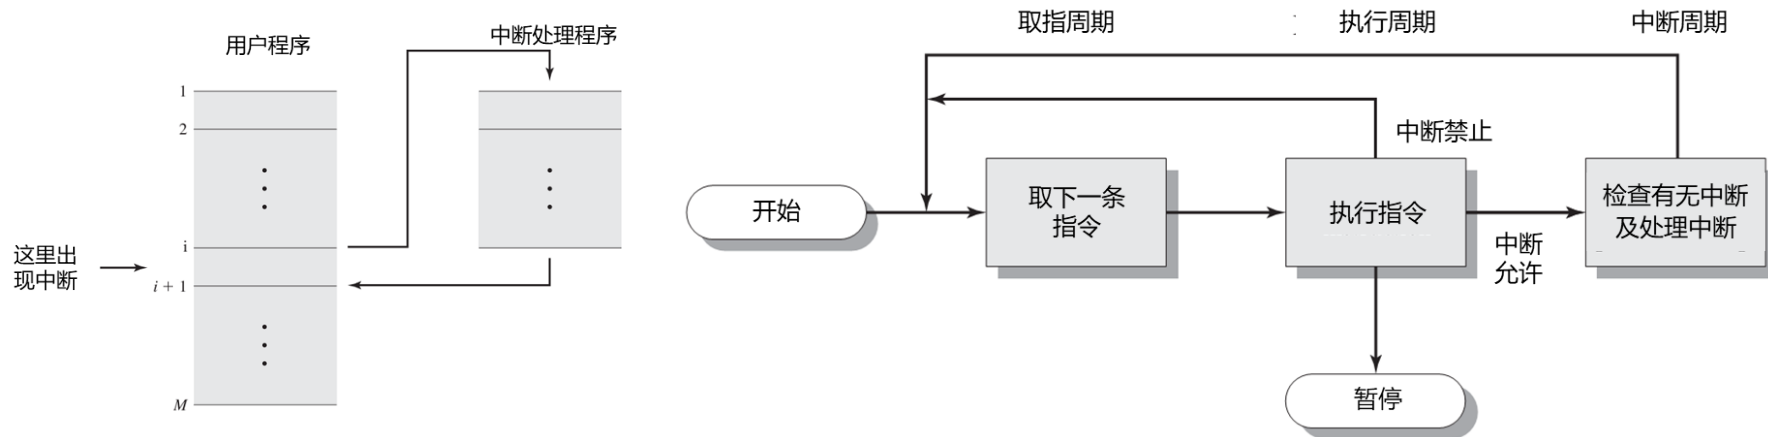 用户程序
中断处理程序
1
2
i
这里出
现中断
i + 1
M
取指周期
执行周期
中断周期
中断禁止
开始
取下一条
指令
执行指令
检查有无中断
及处理中断
中断
允许
暂停